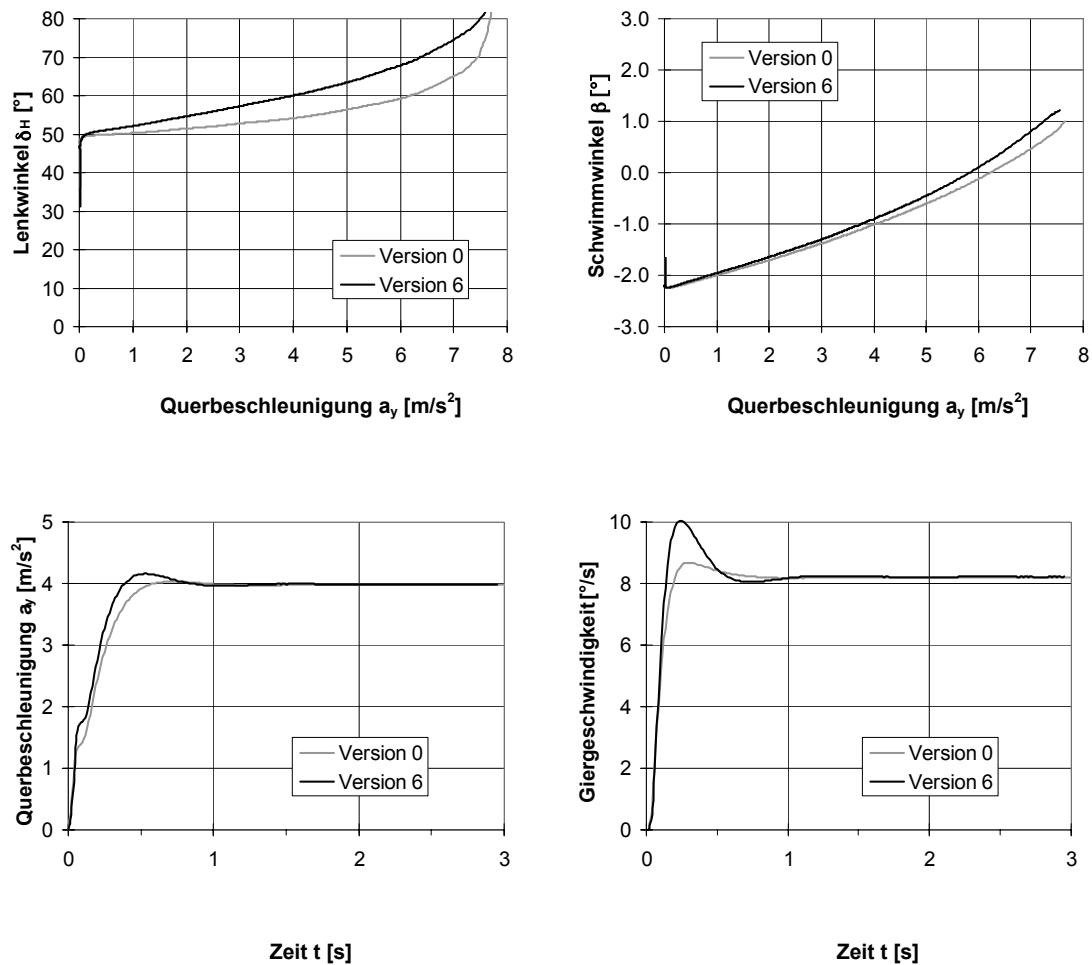 Lenkwinkel δH [°]
80
70
60
50
40
30
20
10
0
0 1 2 3 4 5 6 7 8
Version 0
Version 6
Querbeschleunigung ay [m/s²]
Schwimmwinkel β [°]
3.0
2.0
1.0
0.0
-1.0
-2.0
-3.0
0 1 2 3 4 5 6 7 8
Version 0
Version 6
Querbeschleunigung ay [m/s²]
Querbeschleunigung ay [m/s²]
5
4
3
2
1
0
0 1 2 3
Version 0
Version 6
Zeit t [s]
Giergeschwindigkeit [°/s]
10
8
6
4
2
0
0 1 2 3
Version 0
Version 6
Zeit t [s]